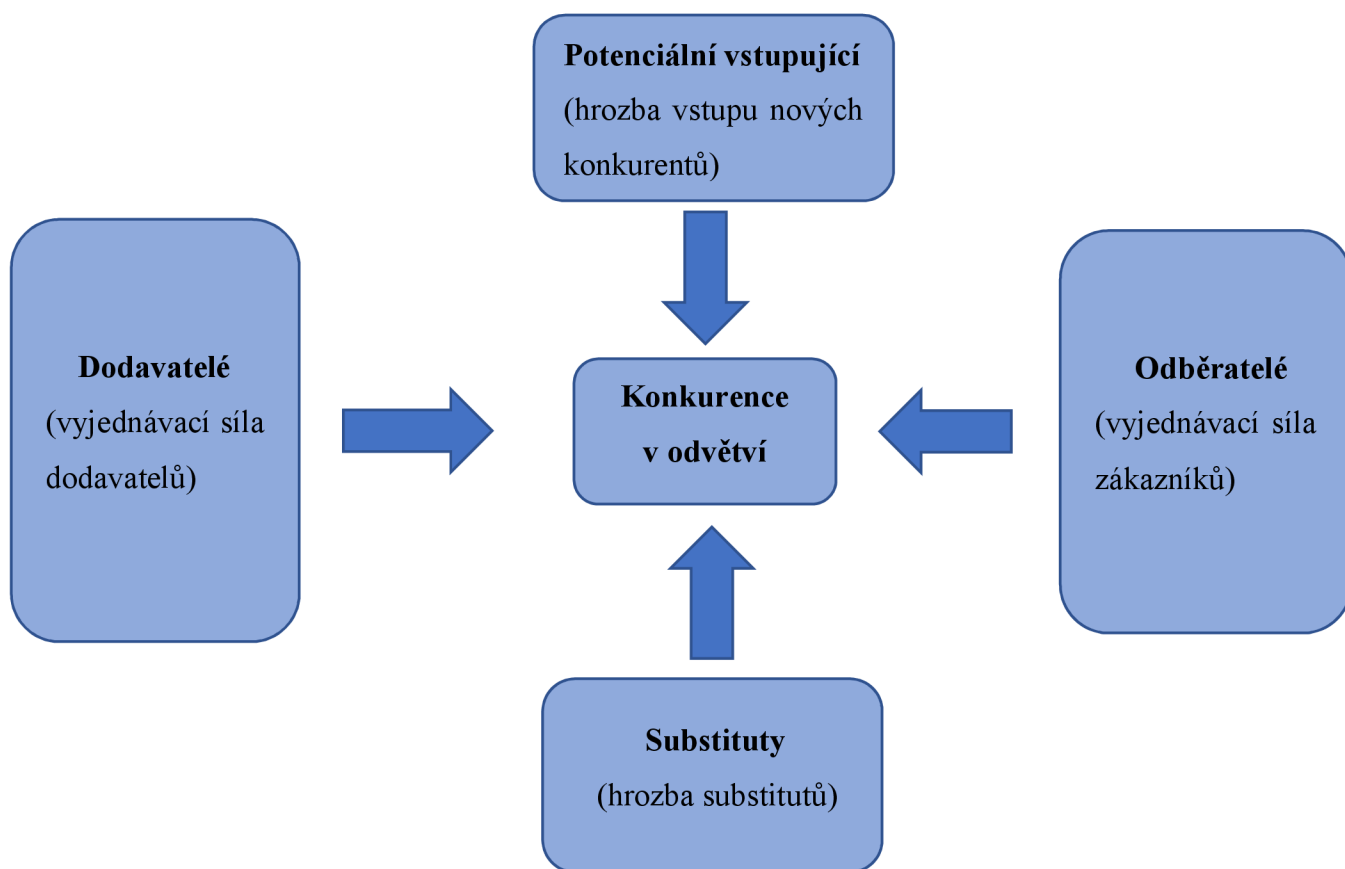 Potenciální vstupující
(hrozba vstupu nových
konkurentů)
Dodavatelé
(vyjednávací síla
dodavatelů)
Konkurence
v odvětví
Odběratelé
(vyjednávací síla
zákazníků)
Substituty
(hrozba substitutů)